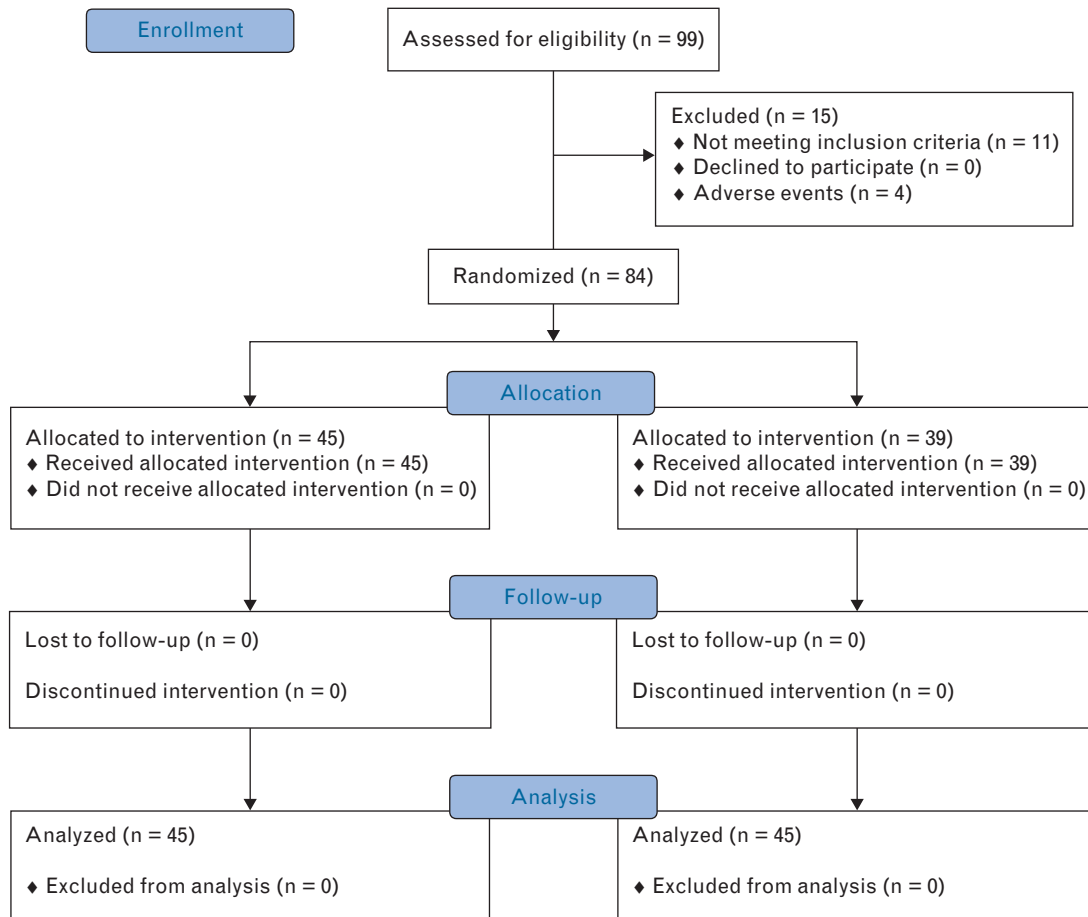 Enrollment
Assessed for eligibility (n = 99)
Excluded (n = 15)
♦ Not meeting inclusion criteria (n = 11)
♦ Declined to participate (n = 0)
♦ Adverse events (n = 4)
Randomized (n = 84)
Allocation
Allocated to intervention (n = 45)
♦ Received allocated intervention (n = 45)
♦ Did not receive allocated intervention (n = 0)
Allocated to intervention (n = 39)
♦ Received allocated intervention (n = 39)
♦ Did not receive allocated intervention (n = 0)
Follow-up
Lost to follow-up (n = 0)
Discontinued intervention (n = 0)
Lost to follow-up (n = 0)
Discontinued intervention (n = 0)
Analysis
Analyzed (n = 45)
♦ Excluded from analysis (n = 0)
Analyzed (n = 45)
♦ Excluded from analysis (n = 0)